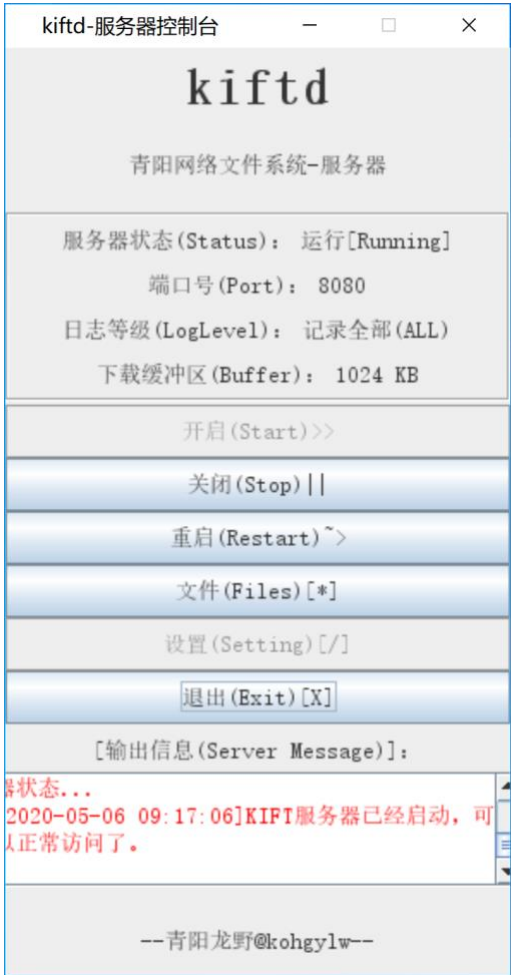 kiftd-服务器控制台
kiftd
青阳网络文件系统-服务器
服务器状态(Status)： 运行[Running]
端口号(Port)： 8080
日志等级(LogLevel)： 记录全部(ALL)
下载缓冲区(Buffer)： 1024 KB
开启(Start)>>
关闭(Stop)||
重启(Restart)~>
文件(Files)[*]
设置(Setting)[/]
退出(Exit)[X]
[输出信息(Server Message)]：
器状态...
2020-05-06 09:17:06]KIFT服务器已经启动，可
以正常访问了。
--青阳龙野@kohgylw--